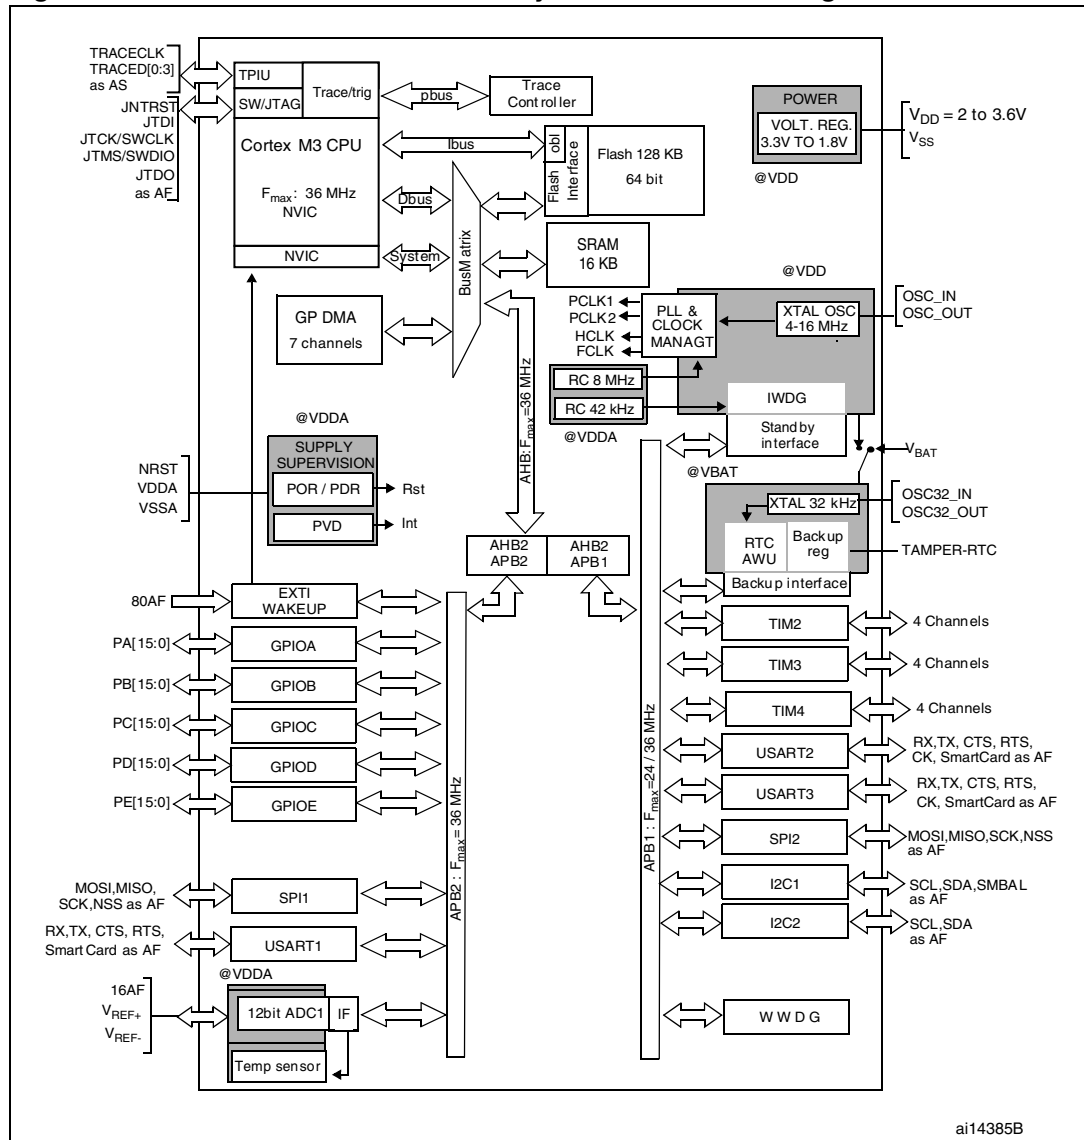 TRACECLK
TRACED[0:3]
as AS
TPIU
SW/JTAG
Trace/trig
pbus
Trace
Controller
JNTRST
JTDI
JTCK/SWCLK
JTMS/SWDIO
JTDO
as AF
Cortex M3 CPU
Fmax: 36 MHz
NVIC
NVIC
Ibus
Dbus
System
BusM atrix
obl
Flash
Interface
Flash 128 KB
64 bit
SRAM
16 KB
POWER
VOLT. REG.
3.3V TO 1.8V
@VDD
VDD = 2 to 3.6V
VSS
GP DMA
7 channels
AHB: Fmax=36 MHz
@VDD
PCLK1
PCLK2
HCLK
FCLK
PLL &
CLOCK
MANAGT
XTAL OSC
4-16 MHz
OSC_IN
OSC_OUT
RC 8 MHz
RC 42 kHz
@VDDA
IWDG
Standby
interface
VBAT
@VBAT
@VDDA
SUPPLY
SUPERVISION
POR / PDR
Rst
PVD
Int
NRST
VDDA
VSSA
XTAL 32 kHz
OSC32_IN
OSC32_OUT
RTC
AWU
Backup
reg
TAMPER-RTC
Backup interface
AHB2
APB2
AHB2
APB1
80AF
EXTI
WAKEUP
PA[15:0]
GPIOA
PB[15:0]
GPIOB
PC[15:0]
GPIOC
PD[15:0]
GPIOD
PE[15:0]
GPIOE
MOSI,MISO,
SCK,NSS as AF
SPI1
RX,TX, CTS, RTS,
Smart Card as AF
USART1
@VDDA
16AF
VREF+
VREF-
12bit ADC1
IF
Temp sensor
APB2 : Fmax= 36 MHz
APB1 : Fmax=24 / 36 MHz
TIM2
4 Channels
TIM3
4 Channels
TIM4
4 Channels
USART2
RX,TX, CTS, RTS,
CK, SmartCard as AF
USART3
RX,TX, CTS, RTS,
CK, SmartCard as AF
SPI2
MOSI,MISO,SCK,NSS
as AF
I2C1
SCL,SDA,SMBAL
as AF
I2C2
SCL,SDA
as AF
W W D G
ai14385B